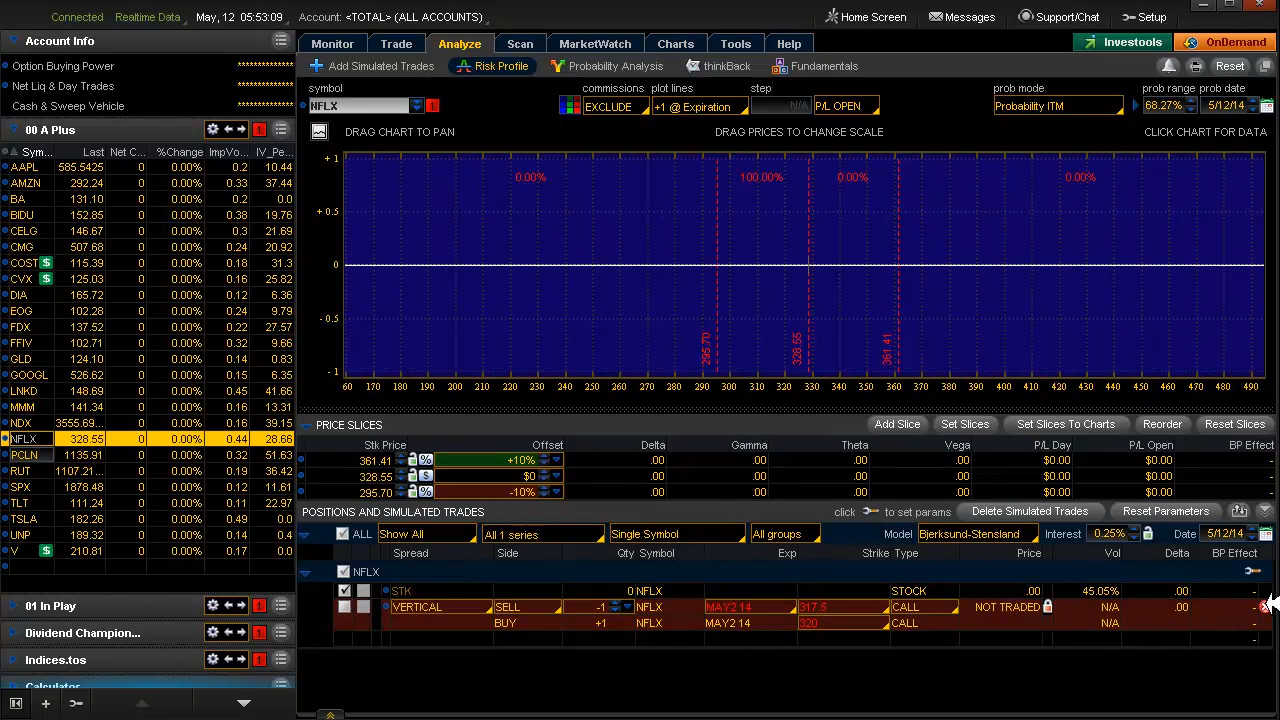 Connected Realtime Data May, 12 05:53:09 Account: <TOTAL> (ALL ACCOUNTS) Home Screen Messages Support/Chat Setup
Account Info Monitor Trade Analyze Scan MarketWatch Charts Tools Help Investools OnDemand
Option Buying Power ************** Add Simulated Trades Risk Profile Probability Analysis thinkBack Fundamentals Reset
Net Liq & Day Trades **************
Cash & Sweep Vehicle **************
symbol commissions plot lines step prob mode prob range prob date
NFLX 1 EXCLUDE +1 @ Expiration N/A P/L OPEN Probability ITM 68.27% 5/12/14
00 A Plus 1 DRAG CHART TO PAN DRAG PRICES TO CHANGE SCALE CLICK CHART FOR DATA
Sym... Last Net C... %Change ImpVo... IV_Pe...
AAPL 585.5425 0 0.00% 0.2 10.44
AMZN 292.24 0 0.00% 0.33 37.44
BA 131.10 0 0.00% 0.2 0.0
BIDU 152.85 0 0.00% 0.38 19.76
CELG 146.67 0 0.00% 0.3 21.69
CMG 507.68 0 0.00% 0.24 20.92
COST $ 115.39 0 0.00% 0.18 31.3
CVX $ 125.03 0 0.00% 0.16 25.82
DIA 165.72 0 0.00% 0.12 6.36
EOG 102.28 0 0.00% 0.24 9.79
FDX 137.52 0 0.00% 0.22 27.57
FFIV 102.71 0 0.00% 0.32 9.66
GLD 124.10 0 0.00% 0.14 0.83
GOOGL 526.62 0 0.00% 0.15 6.35
LNKD 148.69 0 0.00% 0.45 41.66
MMM 141.34 0 0.00% 0.16 13.31
NDX 3555.69... 0 0.00% 0.16 39.15
NFLX 328.55 0 0.00% 0.44 28.66
PCLN 1135.91 0 0.00% 0.32 51.63
RUT 1107.21... 0 0.00% 0.19 36.42
SPX 1878.48 0 0.00% 0.12 11.61
TLT 111.24 0 0.00% 0.11 22.97
TSLA 182.26 0 0.00% 0.49 0.0
UNP 189.32 0 0.00% 0.14 0.4
V $ 210.81 0 0.00% 0.17 0.0
01 In Play 1
Dividend Champion... 1
Indices.tos 1
Calculator
+ 1
+ 0.5
0
- 0.5
- 1
0.00% 100.00% 0.00% 0.00%
295.70 328.55 361.41
60 170 180 190 200 210 220 230 240 250 260 270 280 290 300 310 320 330 340 350 360 370 380 390 400 410 420 430 440 450 460 470 480 490
PRICE SLICES Add Slice Set Slices Set Slices To Charts Reorder Reset Slices
Stk Price Offset Delta Gamma Theta Vega P/L Day P/L Open BP Effect
361.41 % +10% .00 .00 .00 .00 $0.00 $0.00 -
328.55 $ $0 .00 .00 .00 .00 $0.00 $0.00 -
295.70 % -10% .00 .00 .00 .00 $0.00 $0.00 -
POSITIONS AND SIMULATED TRADES click to set params Delete Simulated Trades Reset Parameters
ALL Show All All 1 series Single Symbol All groups Model Bjerksund-Stensland Interest 0.25% Date 5/12/14
Spread Side Qty Symbol Exp Strike Type Price Vol Delta BP Effect
NFLX
STK 0 NFLX STOCK .00 45.05% .00 -
VERTICAL SELL -1 NFLX MAY2 14 317.5 CALL NOT TRADED N/A .00 -
BUY +1 NFLX MAY2 14 320 CALL N/A -
-